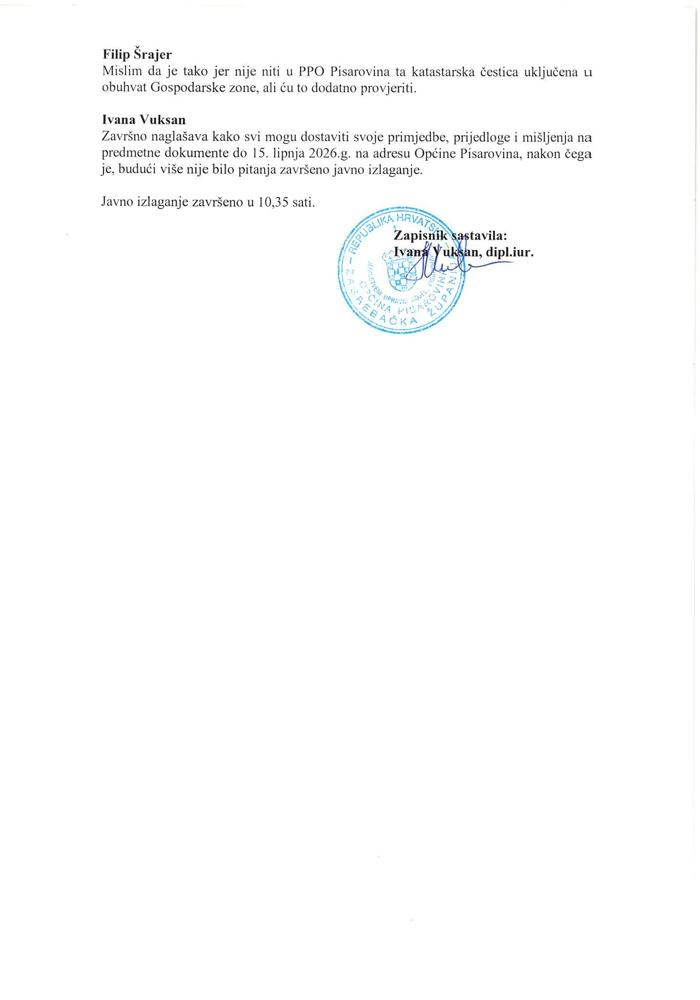 Filip Šrajer
Mislim da je tako jer nije niti u PPO Pisarovina ta katastarska čestica uključena u
obuhvat Gospodarske zone, ali ću to dodatno provjeriti.
Ivana Vuksan
Završno naglašava kako svi mogu dostaviti svoje primjedbe, prijedloge i mišljenja na
predmetne dokumente do 15. lipnja 2026.g. na adresu Općine Pisarovina, nakon čega
je, budući više nije bilo pitanja završeno javno izlaganje.
Javno izlaganje završeno u 10,35 sati.
Zapisnik sastavila:
Ivana Vuksan, dipl.iur.
REPUBLIKA HRVATSKA
1
ZAGREBAČKA ŽUPANIJA
OPĆINA PISAROVINA
UPRAVNI ODJEL